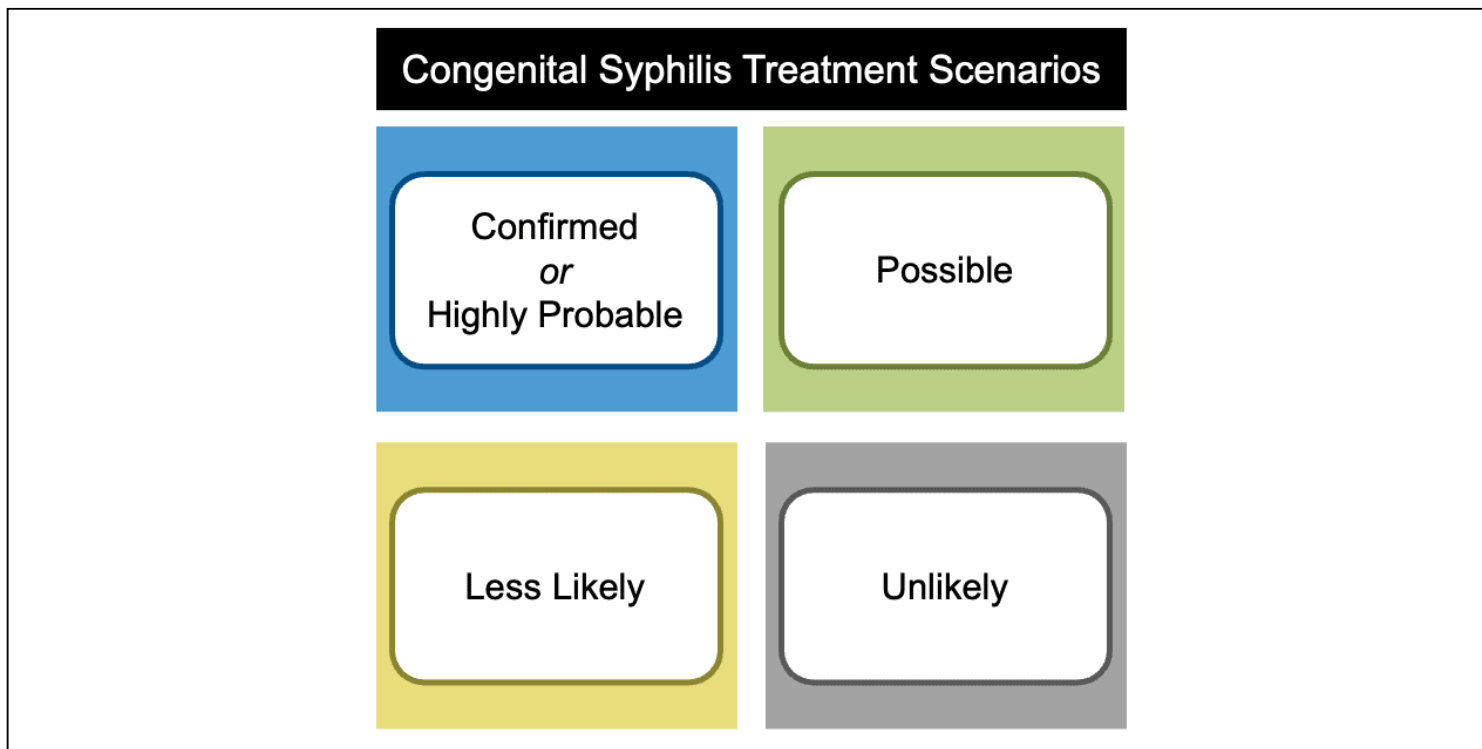 Congenital Syphilis Treatment Scenarios
Confirmed
or
Highly Probable
Possible
Less Likely
Unlikely